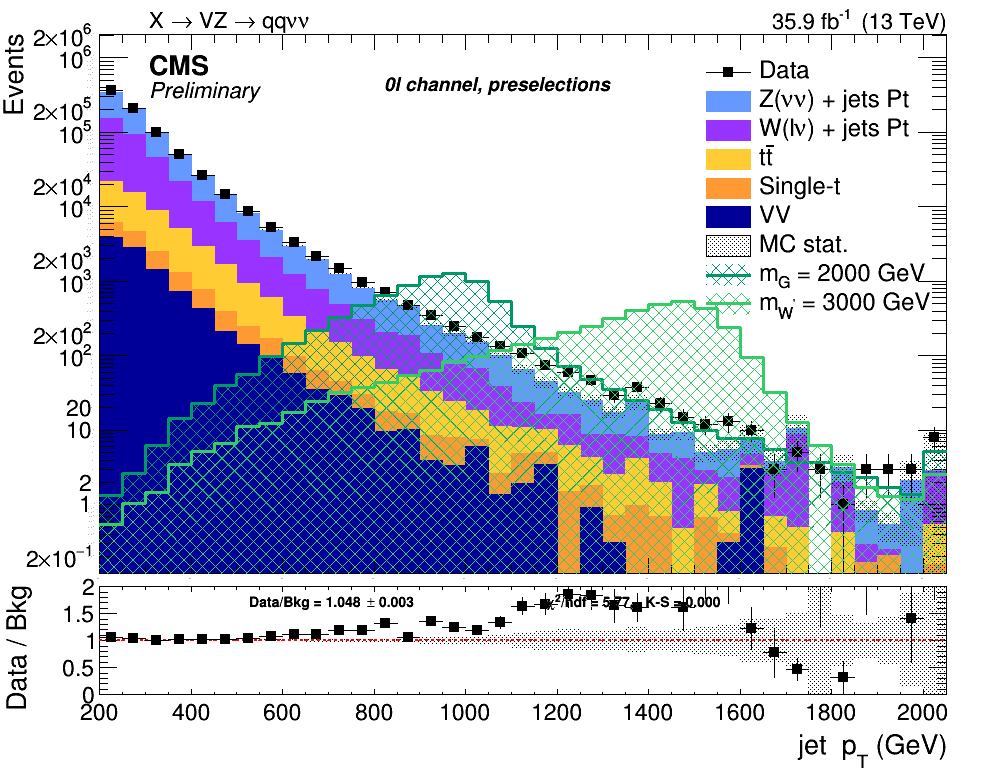 X → VZ → qqνν
35.9 fb⁻¹ (13 TeV)
Events
2×10⁶
10⁶
2×10⁵
10⁵
2×10⁴
10⁴
2×10³
10³
2×10²
10²
20
10
2
1
2×10⁻¹
CMS
Preliminary
0l channel, preselections
Data
Z(νν) + jets Pt
W(lν) + jets Pt
tt̄
Single-t
VV
MC stat.
m_G = 2000 GeV
m_W' = 3000 GeV
Data / Bkg
2
1.5
1
0.5
0
Data/Bkg = 1.048 ± 0.003
χ²/ndf = 5.77, K-S = 0.000
200 400 600 800 1000 1200 1400 1600 1800 2000
jet p_T (GeV)